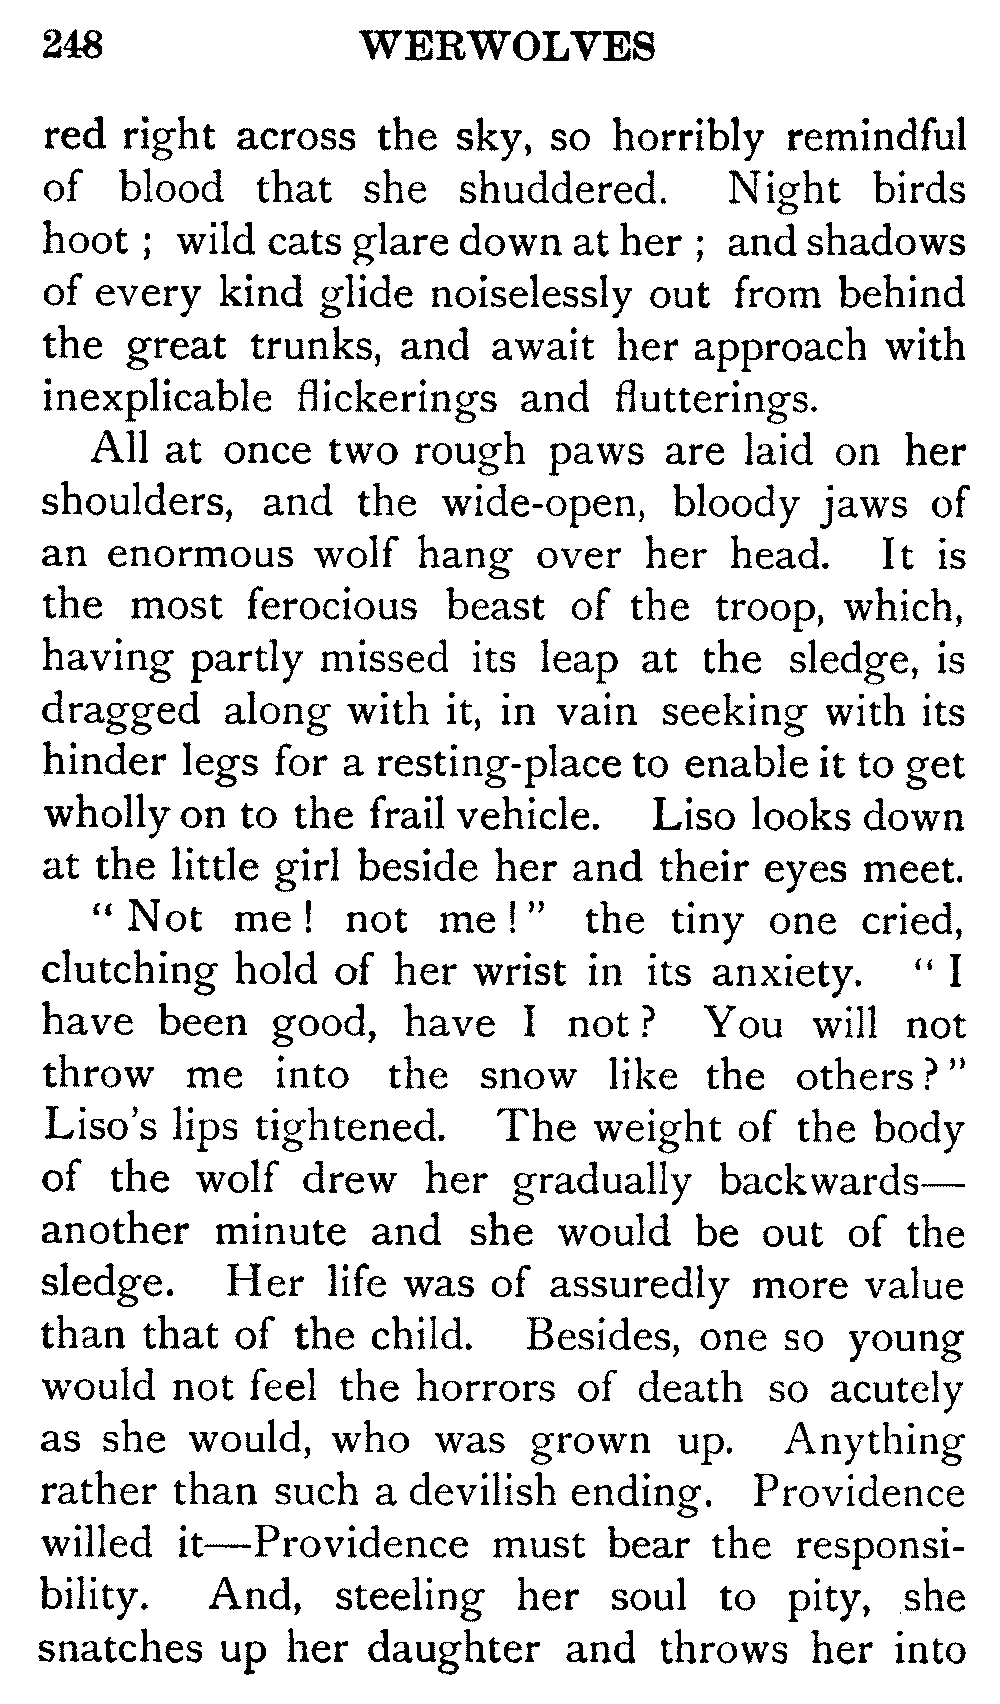 248 WERWOLVES
red right across the sky, so horribly remindful
of blood that she shuddered. Night birds
hoot ; wild cats glare down at her ; and shadows
of every kind glide noiselessly out from behind
the great trunks, and await her approach with
inexplicable flickerings and flutterings.
All at once two rough paws are laid on her
shoulders, and the wide-open, bloody jaws of
an enormous wolf hang over her head. It is
the most ferocious beast of the troop, which,
having partly missed its leap at the sledge, is
dragged along with it, in vain seeking with its
hinder legs for a resting-place to enable it to get
wholly on to the frail vehicle. Liso looks down
at the little girl beside her and their eyes meet.
“ Not me ! not me ! ” the tiny one cried,
clutching hold of her wrist in its anxiety. “ I
have been good, have I not ? You will not
throw me into the snow like the others ? ”
Liso’s lips tightened. The weight of the body
of the wolf drew her gradually backwards—
another minute and she would be out of the
sledge. Her life was of assuredly more value
than that of the child. Besides, one so young
would not feel the horrors of death so acutely
as she would, who was grown up. Anything
rather than such a devilish ending. Providence
willed it—Providence must bear the responsi-
bility. And, steeling her soul to pity, she
snatches up her daughter and throws her into